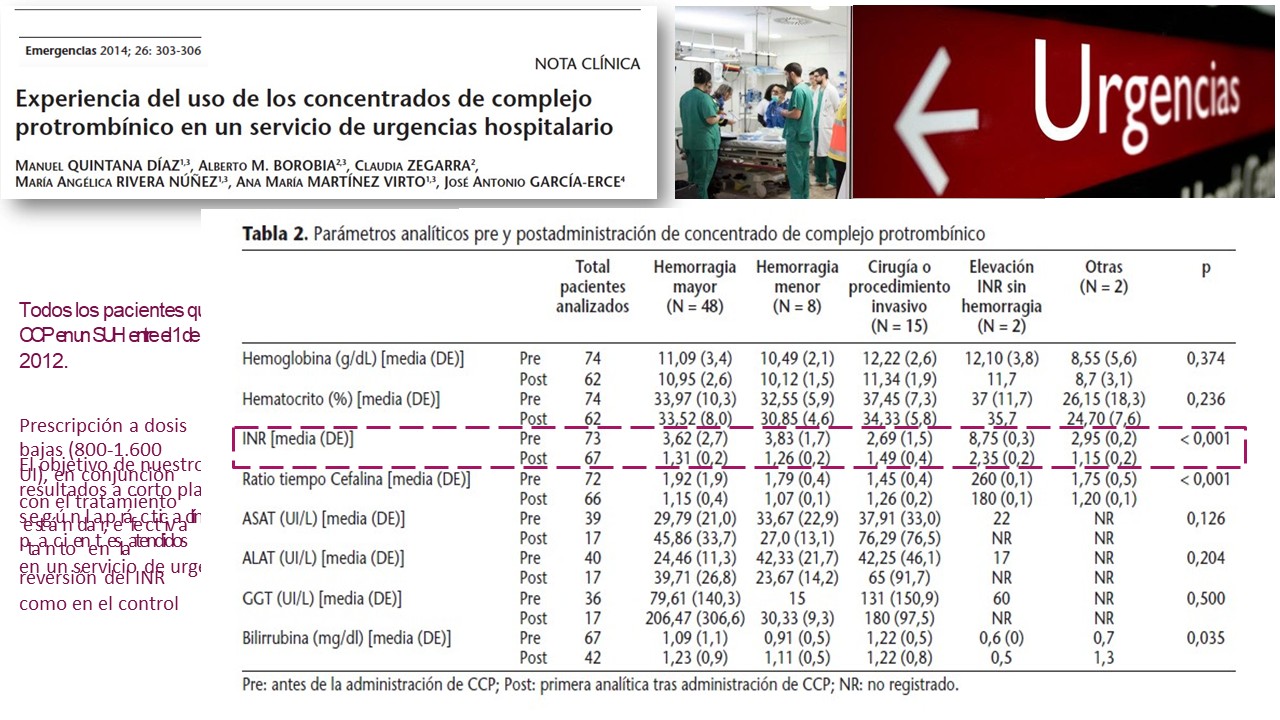 Emergencias 2014; 26: 303-306
NOTA CLÍNICA
Experiencia del uso de los concentrados de complejo
protrombínico en un servicio de urgencias hospitalario
MANUEL QUINTANA DÍAZ1,3, ALBERTO M. BOROBIA2,3, CLAUDIA ZEGARRA2,
MARÍA ANGÉLICA RIVERA NÚÑEZ1,3, ANA MARÍA MARTÍNEZ VIRTO1,3, JOSÉ ANTONIO GARCÍA-ERCE4
Urgencias
Todos los pacientes
CCP en un SUH entre el 1 de
2012.
Prescripción a dosis
bajas (800-1.600
El objetivo de nuestro
UI), en conjunción
resultados a corto
con el tratamiento
según la práctica
estándar, efectiva
pacientes atendidos
tanto en la
en un servicio de
reversión del INR
como en el control
Tabla 2. Parámetros analíticos pre y postadministración de concentrado de complejo protrombínico
Total pacientes analizados Hemorragia mayor (N = 48) Hemorragia menor (N = 8) Cirugía o procedimiento invasivo (N = 15) Elevación INR sin hemorragia (N = 2) Otras (N = 2) p
Hemoglobina (g/dL) [media (DE)] Pre 74 11,09 (3,4) 10,49 (2,1) 12,22 (2,6) 12,10 (3,8) 8,55 (5,6) 0,374
Post 62 10,95 (2,6) 10,12 (1,5) 11,34 (1,9) 11,7 8,7 (3,1)
Hematocrito (%) [media (DE)] Pre 74 33,97 (10,3) 32,55 (5,9) 37,45 (7,3) 37 (11,7) 26,15 (18,3) 0,236
Post 62 33,52 (8,0) 30,85 (4,6) 34,33 (5,8) 35,7 24,70 (7,6)
INR [media (DE)] Pre 73 3,62 (2,7) 3,83 (1,7) 2,69 (1,5) 8,75 (0,3) 2,95 (0,2) < 0,001
Post 67 1,31 (0,2) 1,26 (0,2) 1,49 (0,4) 2,35 (0,2) 1,15 (0,2)
Ratio tiempo Cefalina [media (DE)] Pre 72 1,92 (1,9) 1,79 (0,4) 1,45 (0,4) 260 (0,1) 1,75 (0,5) < 0,001
Post 66 1,15 (0,4) 1,07 (0,1) 1,26 (0,2) 180 (0,1) 1,20 (0,1)
ASAT (UI/L) [media (DE)] Pre 39 29,79 (21,0) 33,67 (22,9) 37,91 (33,0) 22 NR 0,126
Post 17 45,86 (33,7) 27,0 (13,1) 76,29 (76,5) NR NR
ALAT (UI/L) [media (DE)] Pre 40 24,46 (11,3) 42,33 (21,7) 42,25 (46,1) 17 NR 0,204
Post 17 39,71 (26,8) 23,67 (14,2) 65 (91,7) NR NR
GGT (UI/L) [media (DE)] Pre 36 79,61 (140,3) 15 131 (150,9) 60 NR 0,500
Post 17 206,47 (306,6) 30,33 (9,3) 180 (97,5) NR NR
Bilirrubina (mg/dl) [media (DE)] Pre 67 1,09 (1,1) 0,91 (0,5) 1,22 (0,5) 0,6 (0) 0,7 0,035
Post 42 1,23 (0,9) 1,11 (0,5) 1,22 (0,8) 0,5 1,3
Pre: antes de la administración de CCP; Post: primera analítica tras administración de CCP; NR: no registrado.